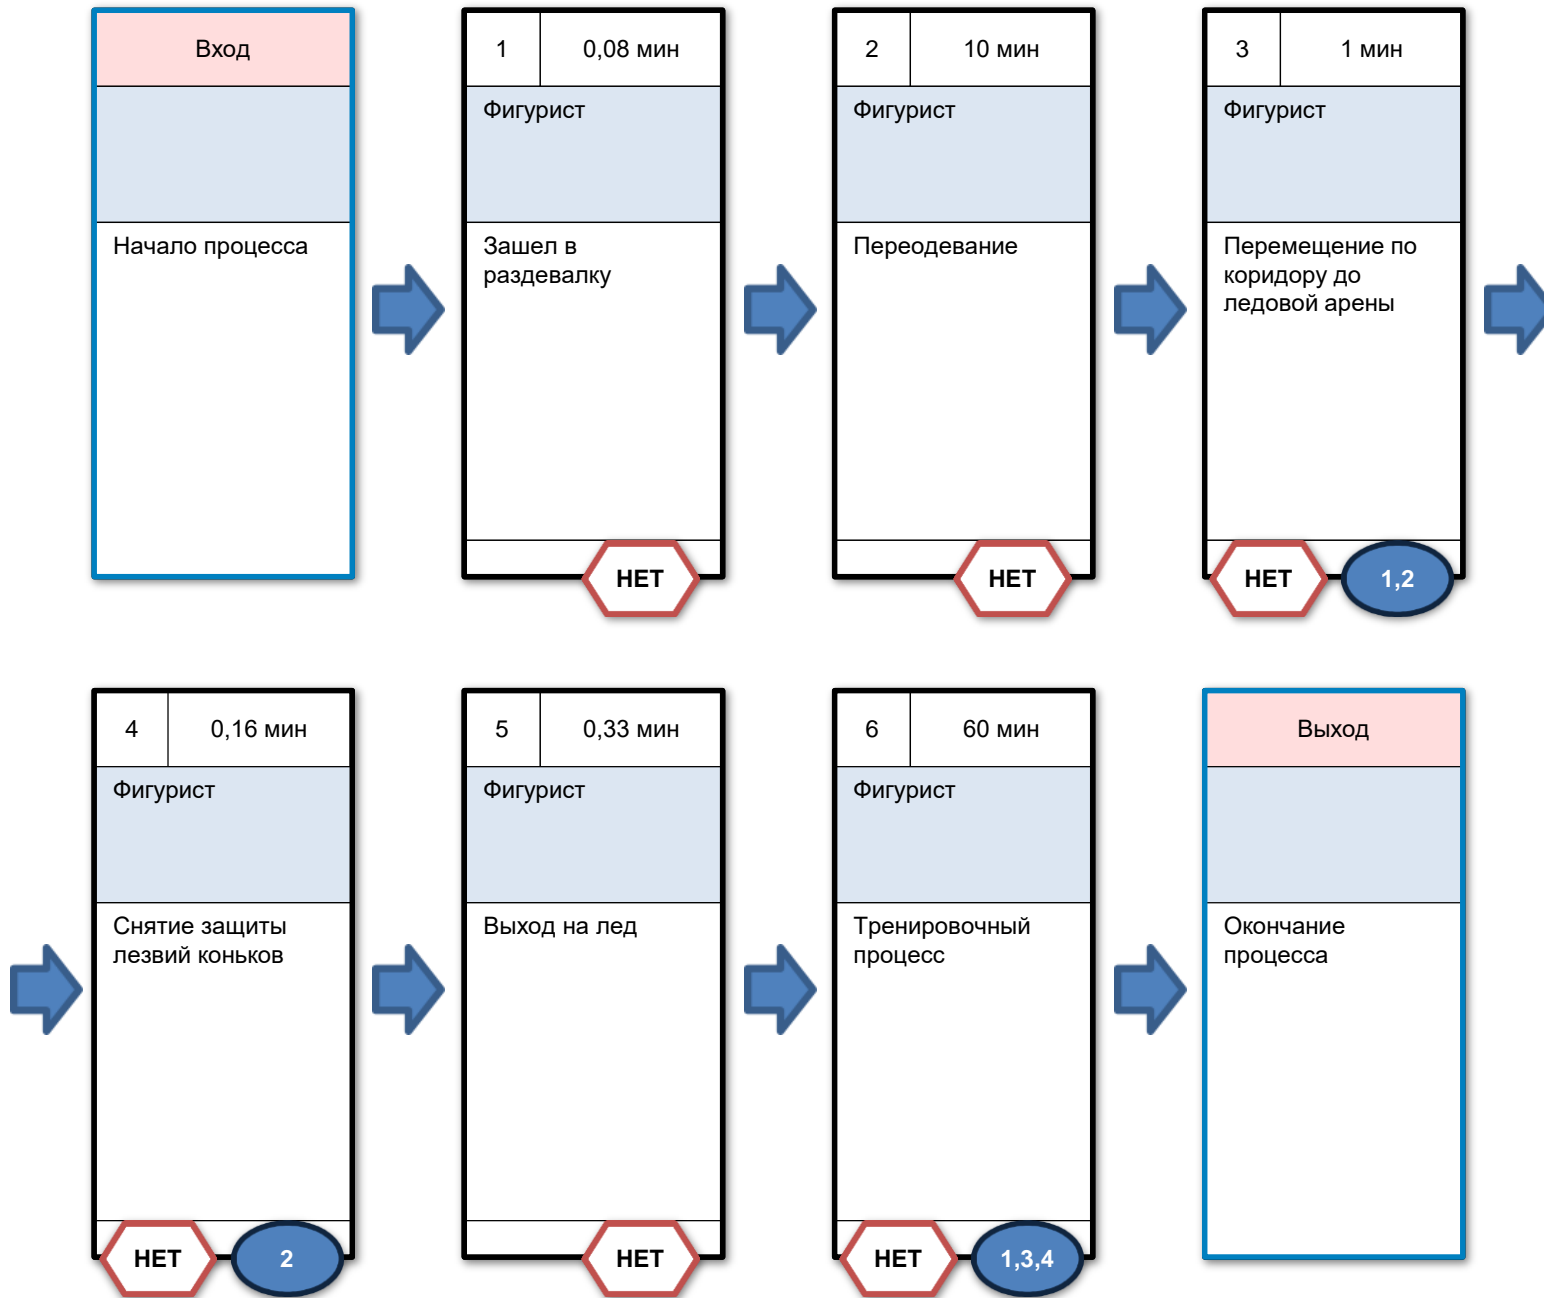 Вход
Начало процесса
1
0,08 мин
Фигурист
Зашел в
раздевалку
НЕТ
2
10 мин
Фигурист
Переодевание
НЕТ
3
1 мин
Фигурист
Перемещение по
коридору до
ледовой арены
НЕТ
1,2
4
0,16 мин
Фигурист
Снятие защиты
лезвий коньков
НЕТ
2
5
0,33 мин
Фигурист
Выход на лед
НЕТ
6
60 мин
Фигурист
Тренировочный
процесс
НЕТ
1,3,4
Выход
Окончание
процесса